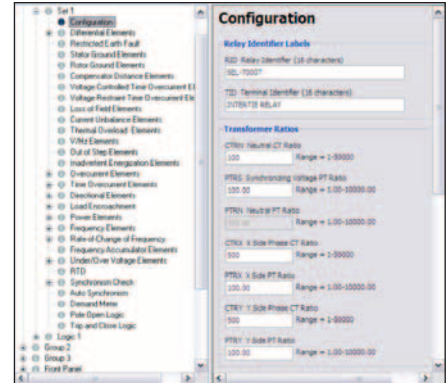 Set 1
Configuration
Differential Elements
Restricted Earth Fault
Stator Ground Elements
Rotor Ground Elements
Compensator Distance Elements
Voltage Controlled Time Overcurrent El
Voltage Restraint Time Overcurrent Ele
Loss of Field Elements
Current Unbalance Elements
Thermal Overload Elements
V/Hz Elements
Out of Step Elements
Inadvertent Energization Elements
Overcurrent Elements
Time Overcurrent Elements
Directional Elements
Load Encroachment
Power Elements
Frequency Elements
Rate-of-Change of Frequency
Frequency Accumulator Elements
Under/Over Voltage Elements
RTD
Synchronism Check
Auto Synchronism
Demand Meter
Pole Open Logic
Trip and Close Logic
Logic 1
Group 2
Group 3
Front Panel
Configuration
Relay Identifier Labels
RID Relay Identifier (16 characters)
SEL-700GT
TID Terminal Identifier (16 characters)
INTERTIE RELAY
Transformer Ratios
CTRN Neutral CT Ratio
100 Range = 1-50000
PTRS Synchronizing Voltage PT Ratio
100.00 Range = 1.00-10000.00
PTRN Neutral PT Ratio
Range = 1.00-10000.00
CTRX X Side Phase CT Ratio
500 Range = 1-50000
PTRX X Side PT Ratio
100.00 Range = 1.00-10000.00
CTRY Y Side Phase CT Ratio
500 Range = 1-50000
PTRY Y Side PT Ratio
100.00 Range = 1.00-10000.00